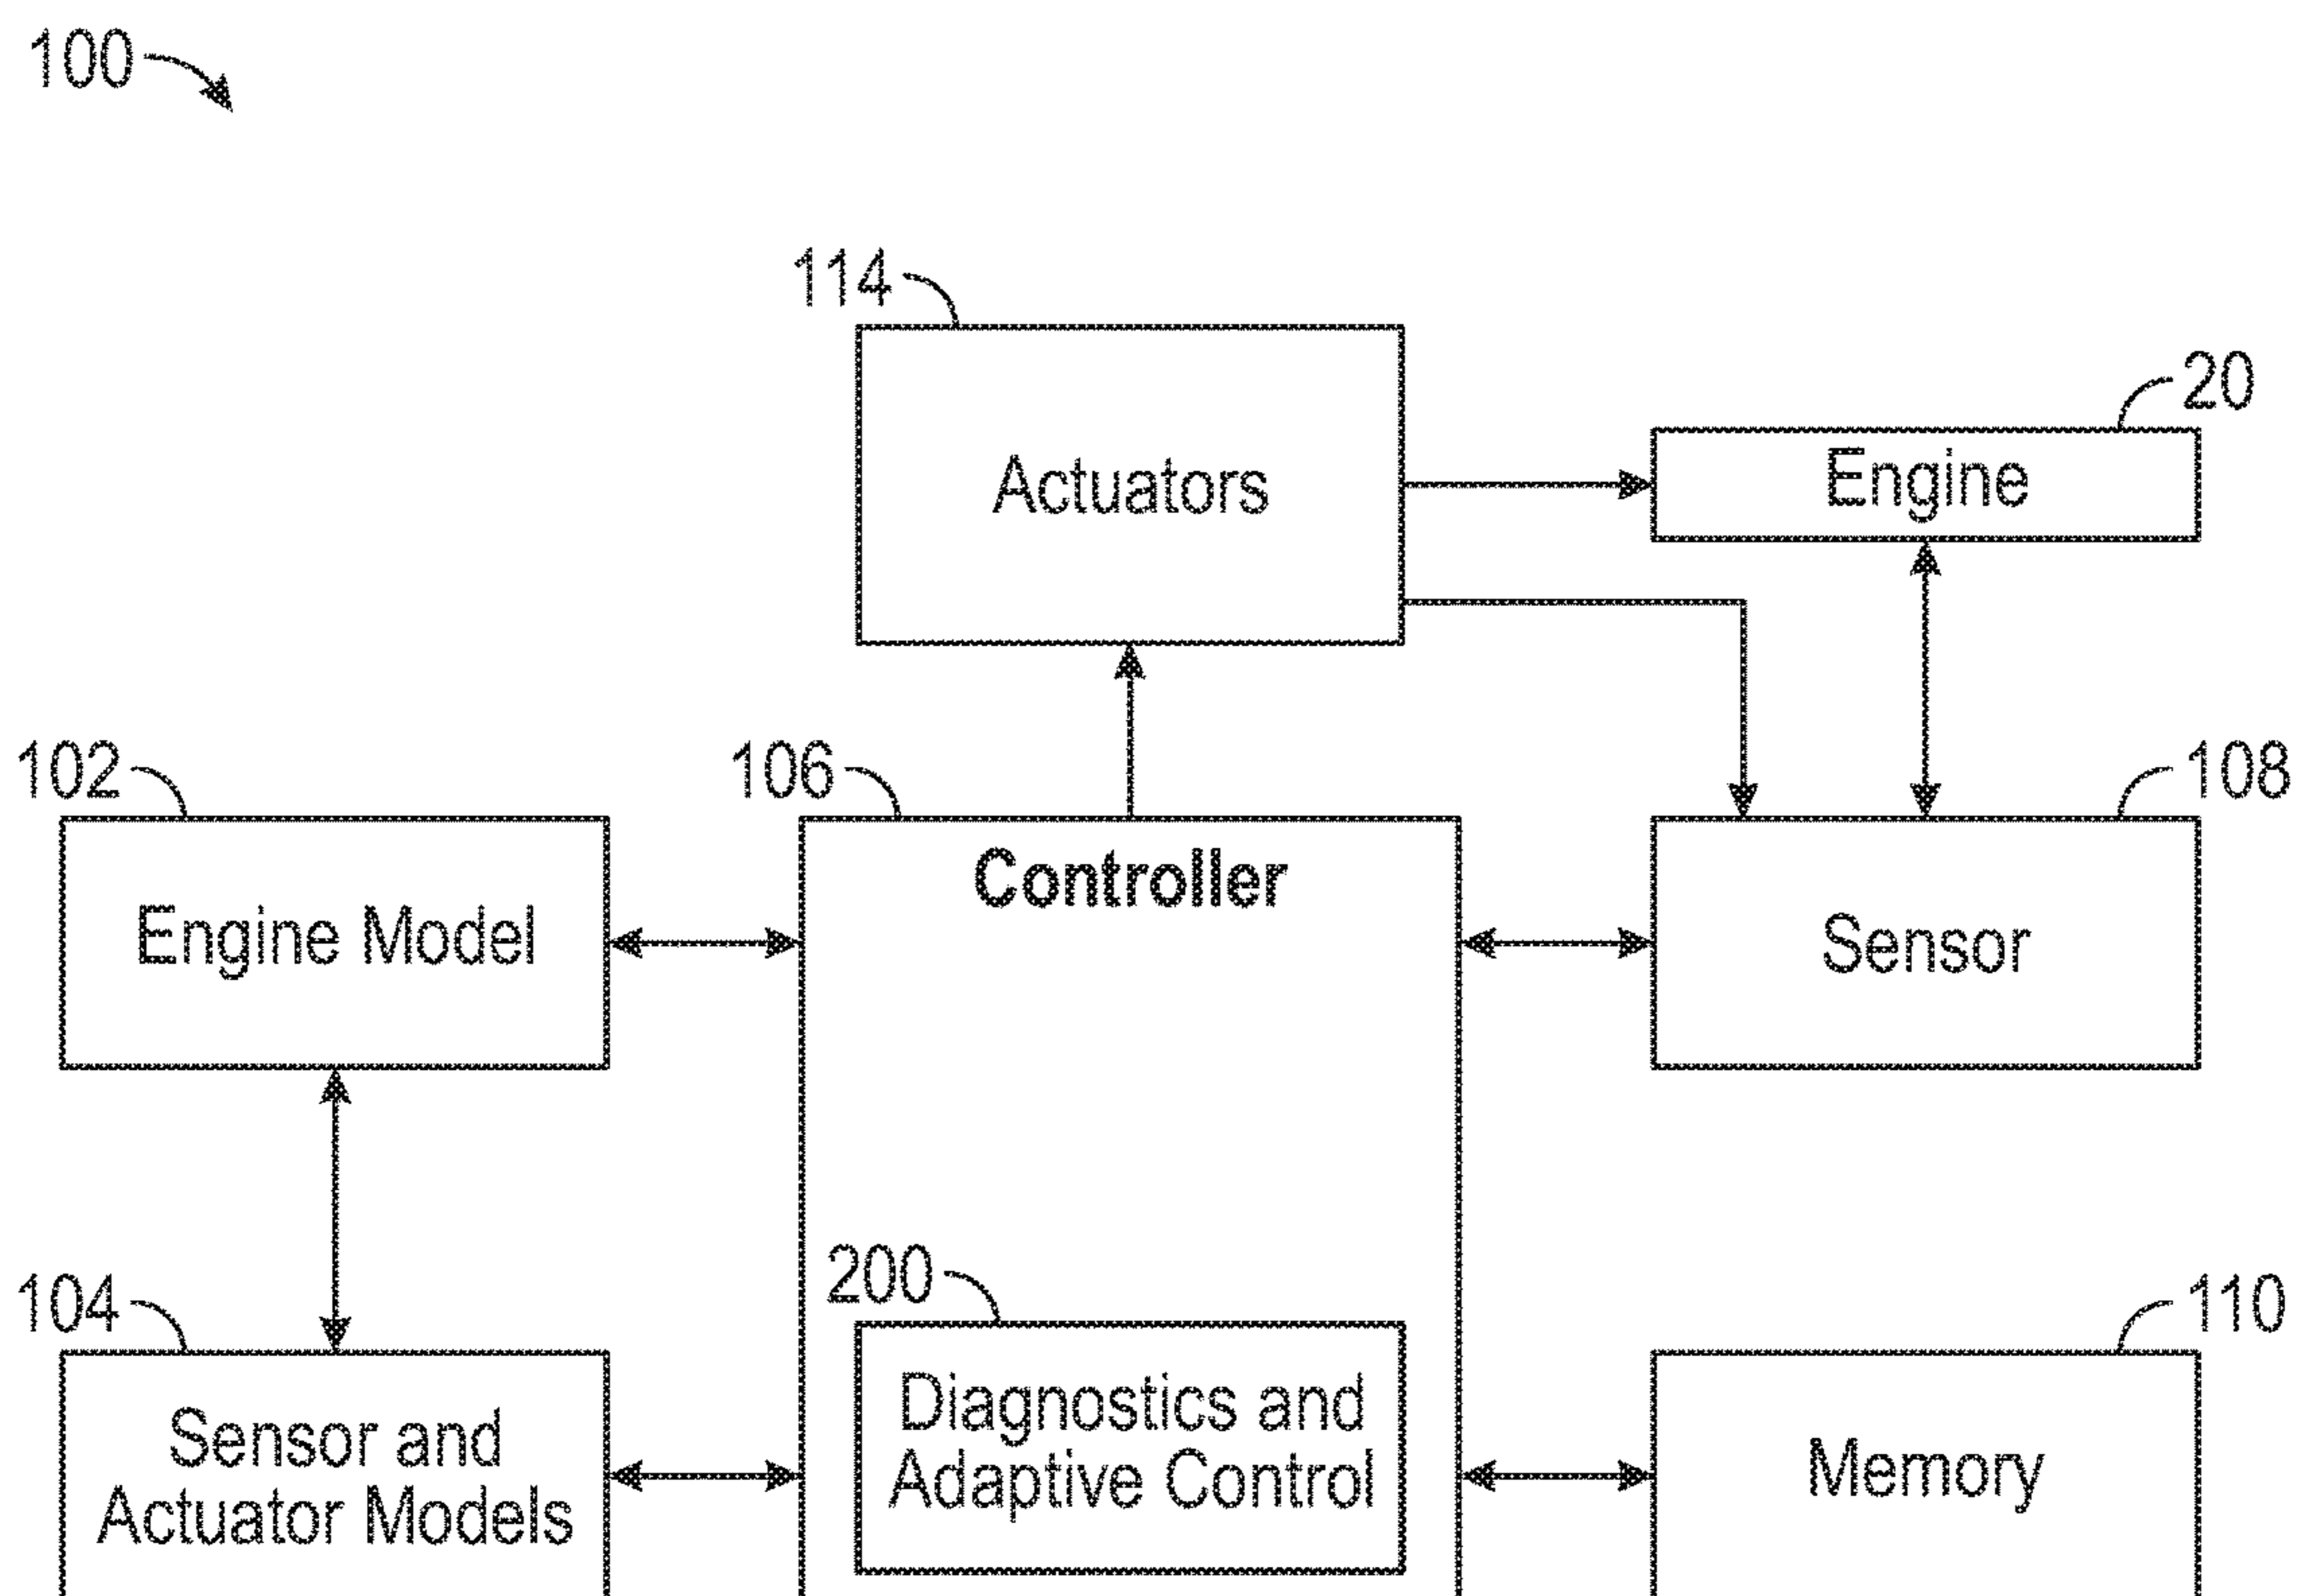 100
114
Actuators
20
Engine
102
Engine Model
106
Controller
108
Sensor
104
Sensor and
Actuator Models
200
Diagnostics and
Adaptive Control
110
Memory